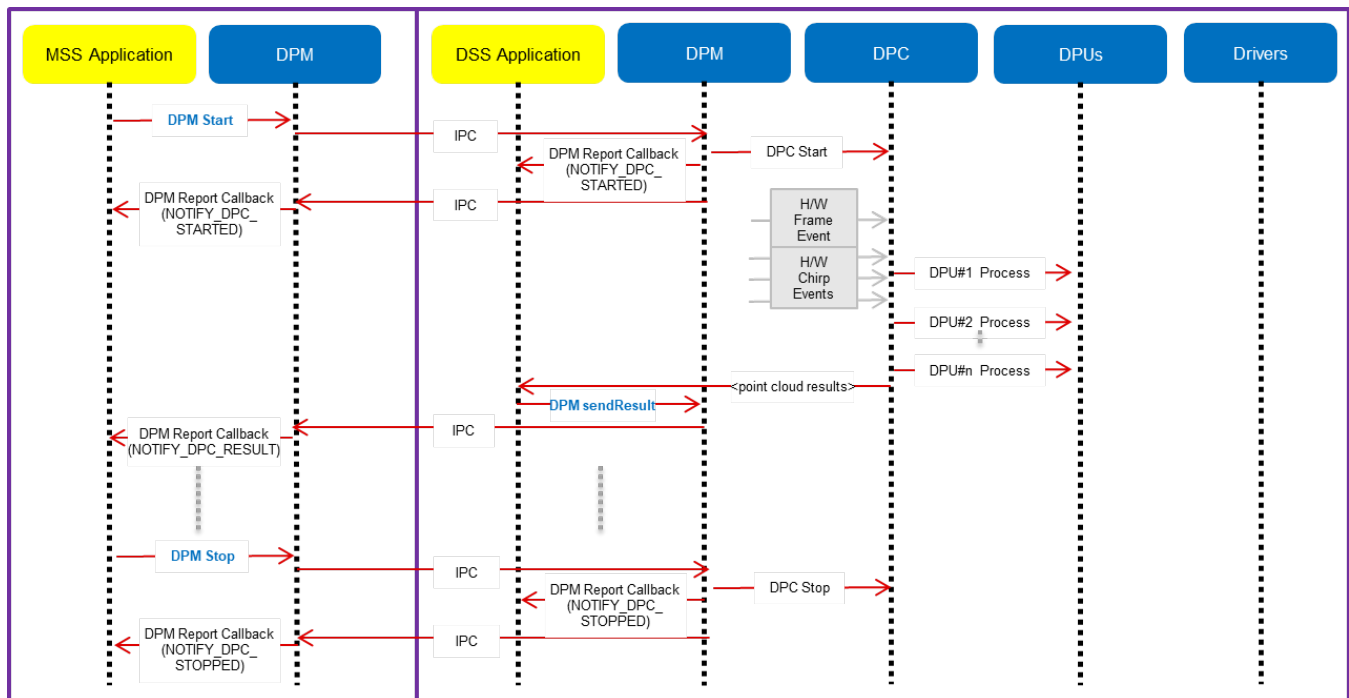 MSS Application
DPM
DSS Application
DPM
DPC
DPUs
Drivers
DPM Start
IPC
DPM Report Callback
(NOTIFY_DPC_
STARTED)
DPC Start
DPM Report Callback
(NOTIFY_DPC_
STARTED)
IPC
H/W
Frame
Event
H/W
Chirp
Events
DPU#1 Process
DPU#2 Process
DPU#n Process
<point cloud results>
DPM sendResult
DPM Report Callback
(NOTIFY_DPC_RESULT)
IPC
DPM Stop
IPC
DPM Report Callback
(NOTIFY_DPC_
STOPPED)
DPC Stop
DPM Report Callback
(NOTIFY_DPC_
STOPPED)
IPC